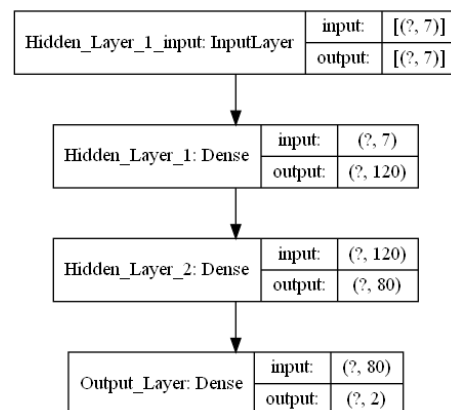 Hidden_Layer_1_input: InputLayer
input: [(?, 7)]
output: [(?, 7)]
Hidden_Layer_1: Dense
input: (?, 7)
output: (?, 120)
Hidden_Layer_2: Dense
input: (?, 120)
output: (?, 80)
Output_Layer: Dense
input: (?, 80)
output: (?, 2)